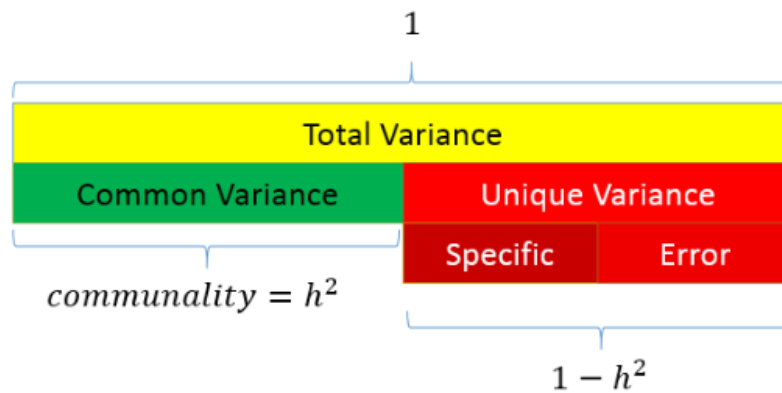 1
Total Variance
Common Variance Unique Variance
Specific Error
communality = h²
1 − h²